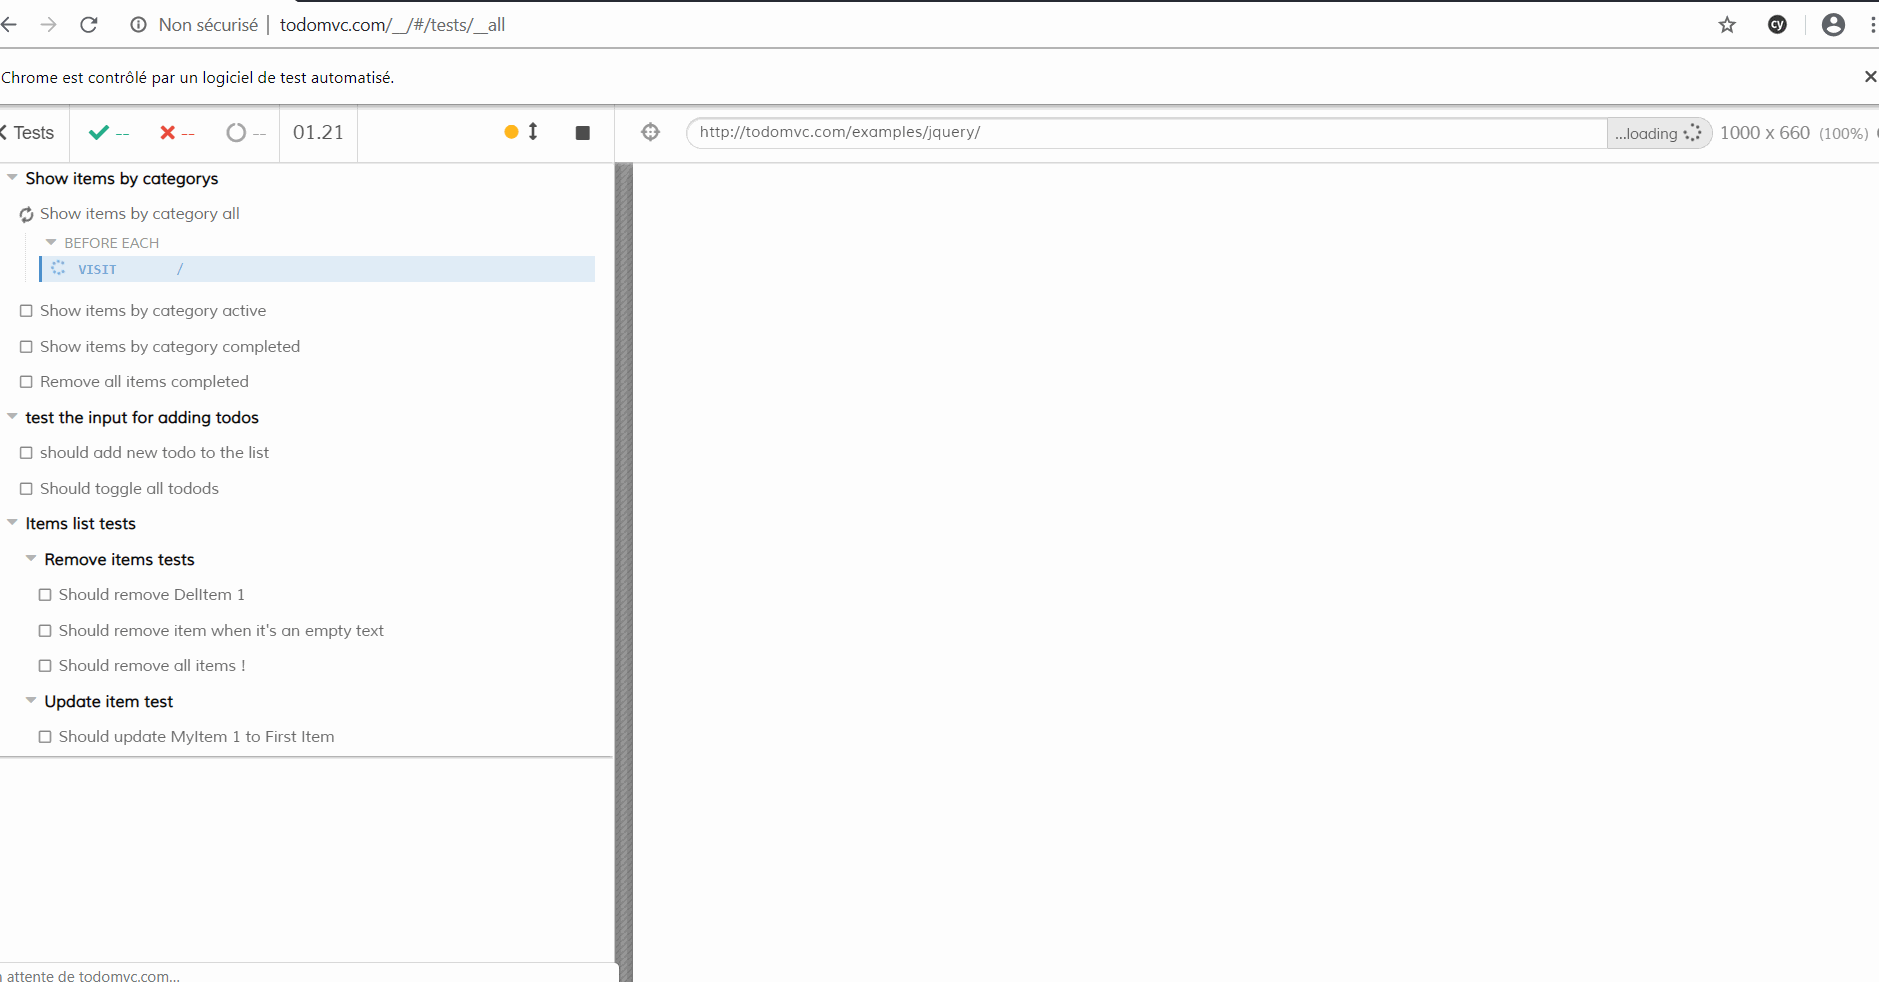 Non sécurisé | todomvc.com/__/#/tests/__all
cy
Chrome est contrôlé par un logiciel de test automatisé.
Tests -- -- -- 01.21
http://todomvc.com/examples/jquery/ ...loading 1000 x 660 (100%)
Show items by categorys
Show items by category all
BEFORE EACH
VISIT /
Show items by category active
Show items by category completed
Remove all items completed
test the input for adding todos
should add new todo to the list
Should toggle all todods
Items list tests
Remove items tests
Should remove DelItem 1
Should remove item when it's an empty text
Should remove all items !
Update item test
Should update MyItem 1 to First Item
attente de todomvc.com...